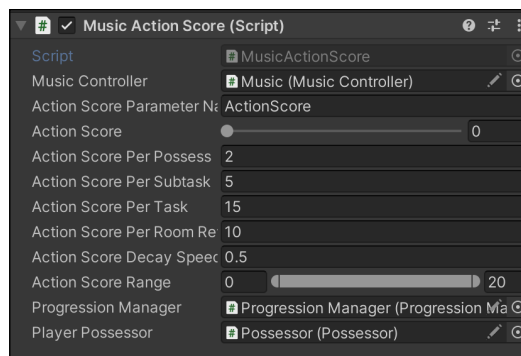 Music Action Score (Script)
Script MusicActionScore
Music Controller Music (Music Controller)
Action Score Parameter Na ActionScore
Action Score 0
Action Score Per Possess 2
Action Score Per Subtask 5
Action Score Per Task 15
Action Score Per Room Re 10
Action Score Decay Speed 0.5
Action Score Range 0 20
Progression Manager Progression Manager (Progression Ma
Player Possessor Possessor (Possessor)